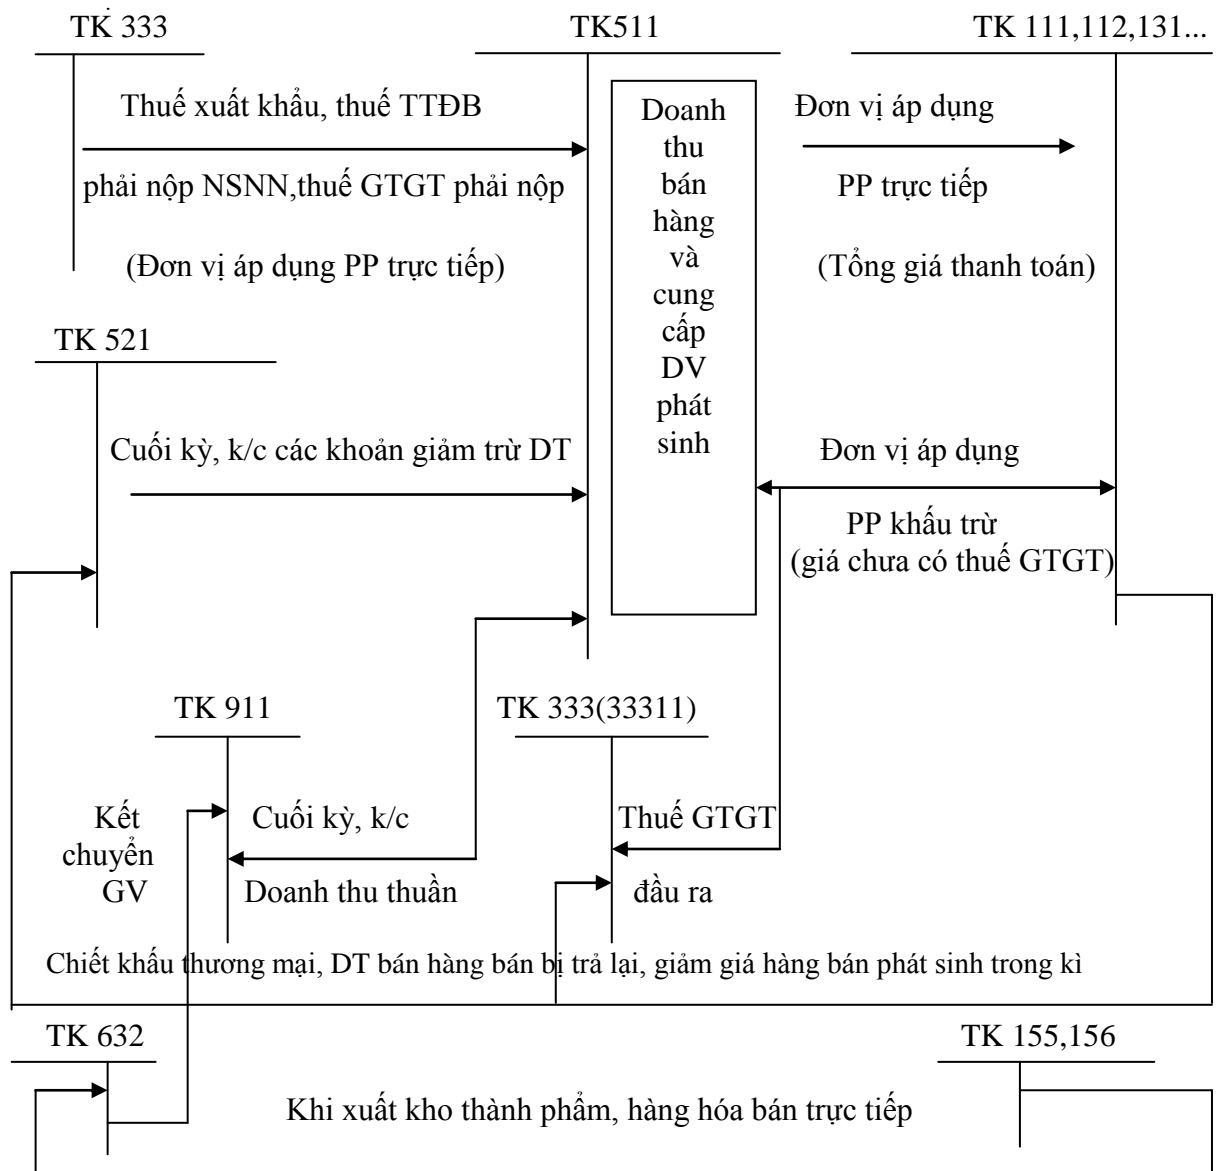 TK 333
TK511
TK 111,112,131...
Thuế xuất khẩu, thuế TTĐB
phải nộp NSNN,thuế GTGT phải nộp
(Đơn vị áp dụng PP trực tiếp)
Doanh
thu
bán
hàng
và
cung
cấp
DV
phát
sinh
Đơn vị áp dụng
PP trực tiếp
(Tổng giá thanh toán)
TK 521
Cuối kỳ, k/c các khoản giảm trừ DT
Đơn vị áp dụng
PP khấu trừ
(giá chưa có thuế GTGT)
TK 911
TK 333(33311)
Kết
chuyển
GV
Cuối kỳ, k/c
Doanh thu thuần
Thuế GTGT
đầu ra
Chiết khấu thương mại, DT bán hàng bán bị trả lại, giảm giá hàng bán phát sinh trong kì
TK 632
TK 155,156
Khi xuất kho thành phẩm, hàng hóa bán trực tiếp